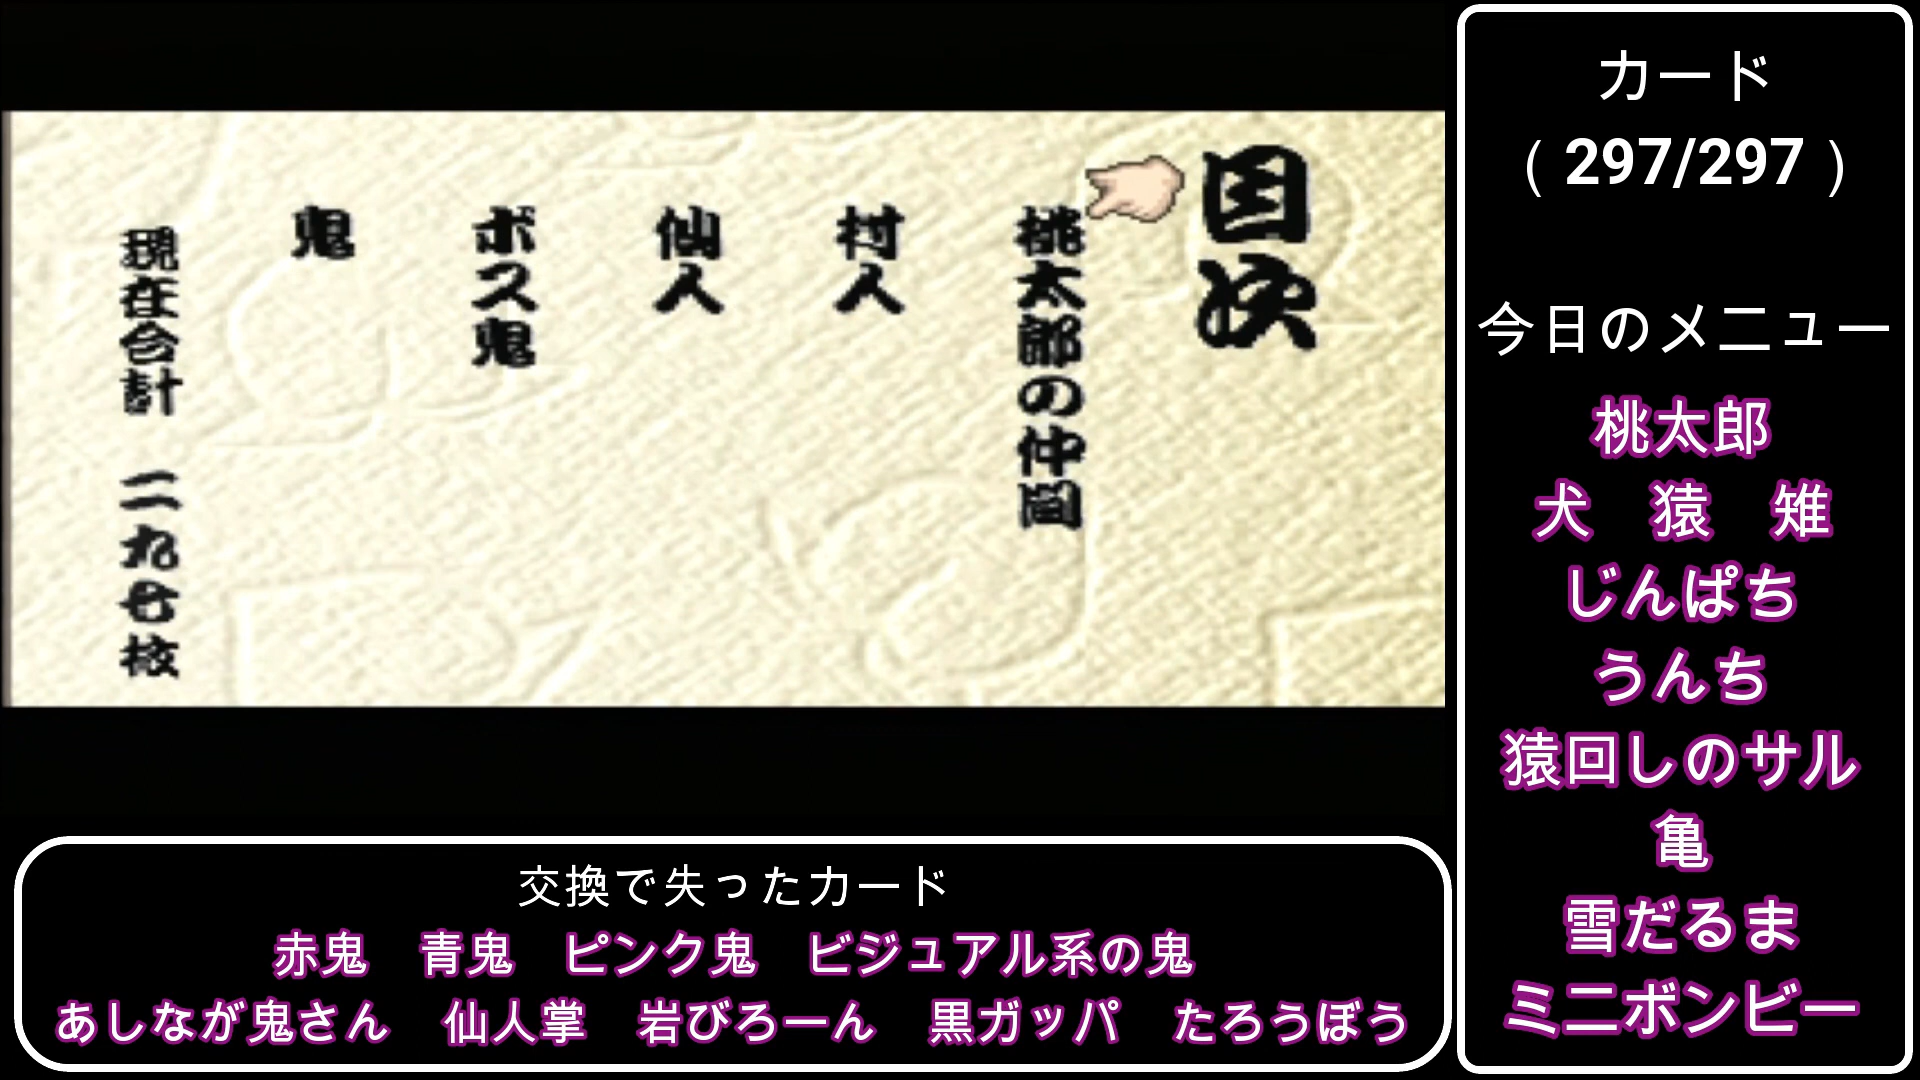 目次
桃太郎の仲間
村人
仙人
ボス鬼
鬼
現在合計 二九七枚
カード
（ 297/297 ）
今日のメニュー
桃太郎
犬 猿 雉
じんぱち
うんち
猿回しのサル
亀
雪だるま
ミニボンビー
交換で失ったカード
赤鬼 青鬼 ピンク鬼 ビジュアル系の鬼
あしなが鬼さん 仙人掌 岩びろーん 黒ガッパ たろうぼう